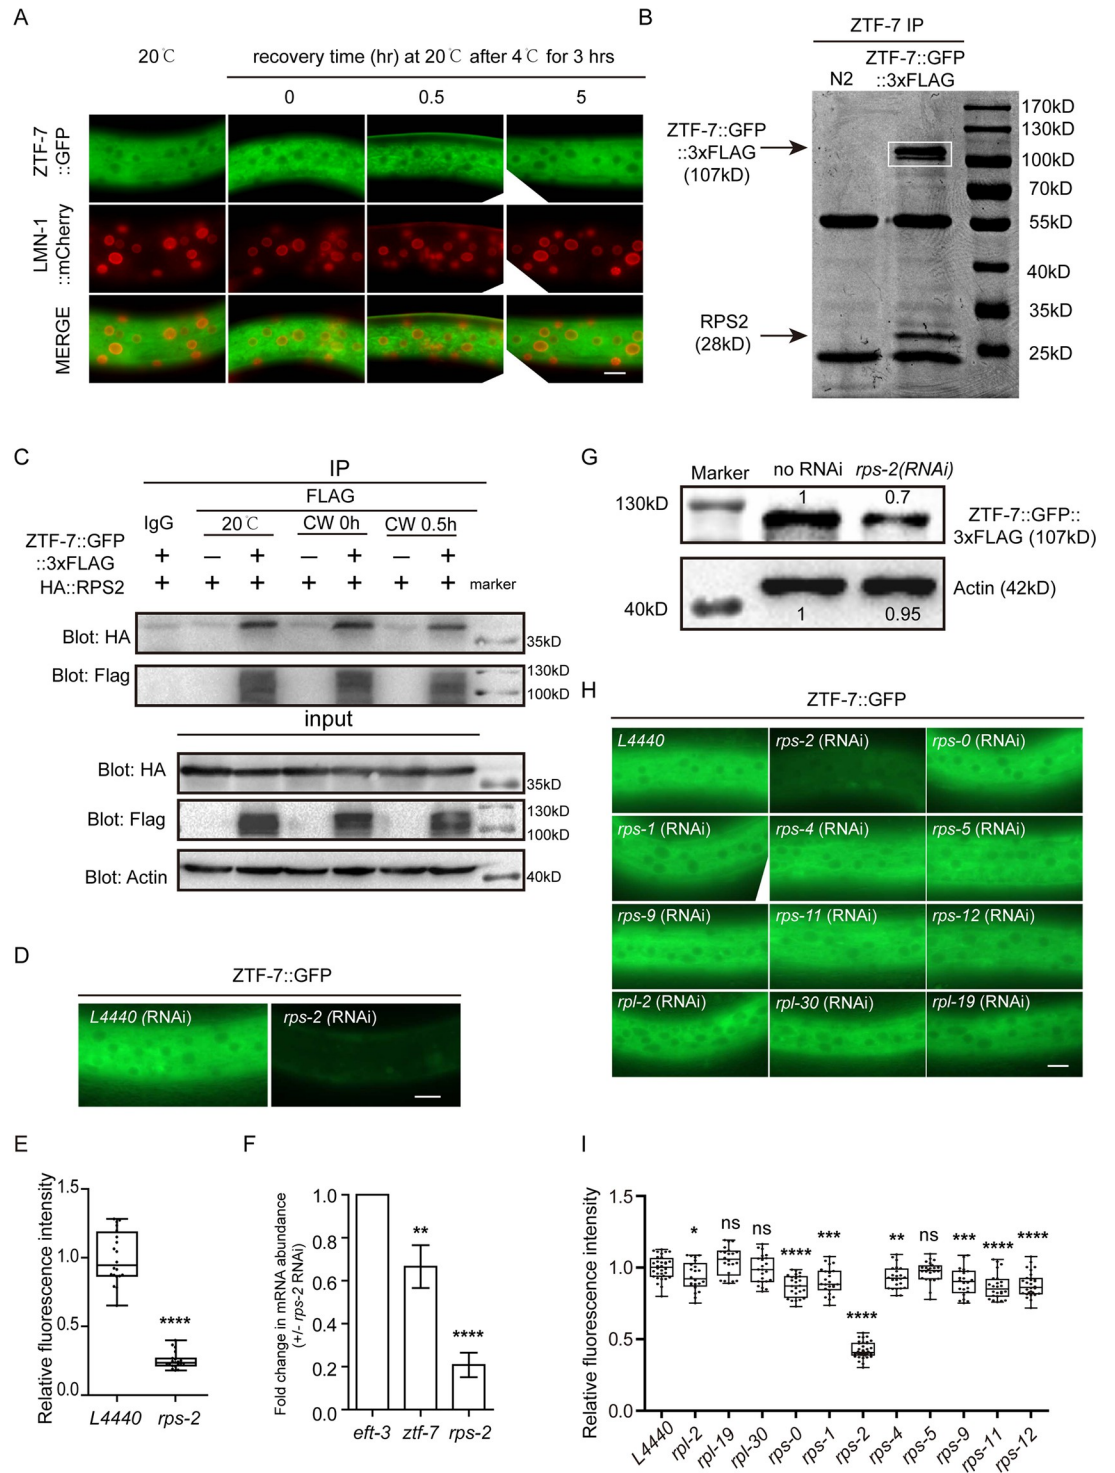 A
20℃
recovery time (hr) at 20℃ after 4℃ for 3 hrs
0
0.5
5
ZTF-7
::GFP
LMN-1
::mCherry
MERGE
B
ZTF-7 IP
N2
ZTF-7::GFP
::3xFLAG
ZTF-7::GFP
::3xFLAG
(107kD)
RPS2
(28kD)
170kD
130kD
100kD
70kD
55kD
40kD
35kD
25kD
C
IP
FLAG
IgG
20℃
CW 0h
CW 0.5h
ZTF-7::GFP
::3xFLAG
+ − + − + − +
HA::RPS2
+ + + + + + +
marker
Blot: HA
35kD
Blot: Flag
130kD
100kD
input
Blot: HA
35kD
Blot: Flag
130kD
100kD
Blot: Actin
40kD
D
ZTF-7::GFP
L4440 (RNAi)
rps-2 (RNAi)
E
Relative fluorescence intensity
1.5
1.0
0.5
0.0
****
L4440
rps-2
F
Fold change in mRNA abundance
(+/- rps-2 RNAi)
1.0
0.8
0.6
0.4
0.2
0.0
**
****
eft-3
ztf-7
rps-2
G
Marker
no RNAi
rps-2(RNAi)
130kD
1
0.7
ZTF-7::GFP::
3xFLAG (107kD)
40kD
1
0.95
Actin (42kD)
H
ZTF-7::GFP
L4440
rps-2 (RNAi)
rps-0 (RNAi)
rps-1 (RNAi)
rps-4 (RNAi)
rps-5 (RNAi)
rps-9 (RNAi)
rps-11 (RNAi)
rps-12 (RNAi)
rpl-2 (RNAi)
rpl-30 (RNAi)
rpl-19 (RNAi)
I
Relative fluorescence intensity
1.5
1.0
0.5
0.0
*
ns
ns
****
***
****
**
ns
***
****
****
L4440
rpl-2
rpl-19
rpl-30
rps-0
rps-1
rps-2
rps-4
rps-5
rps-9
rps-11
rps-12